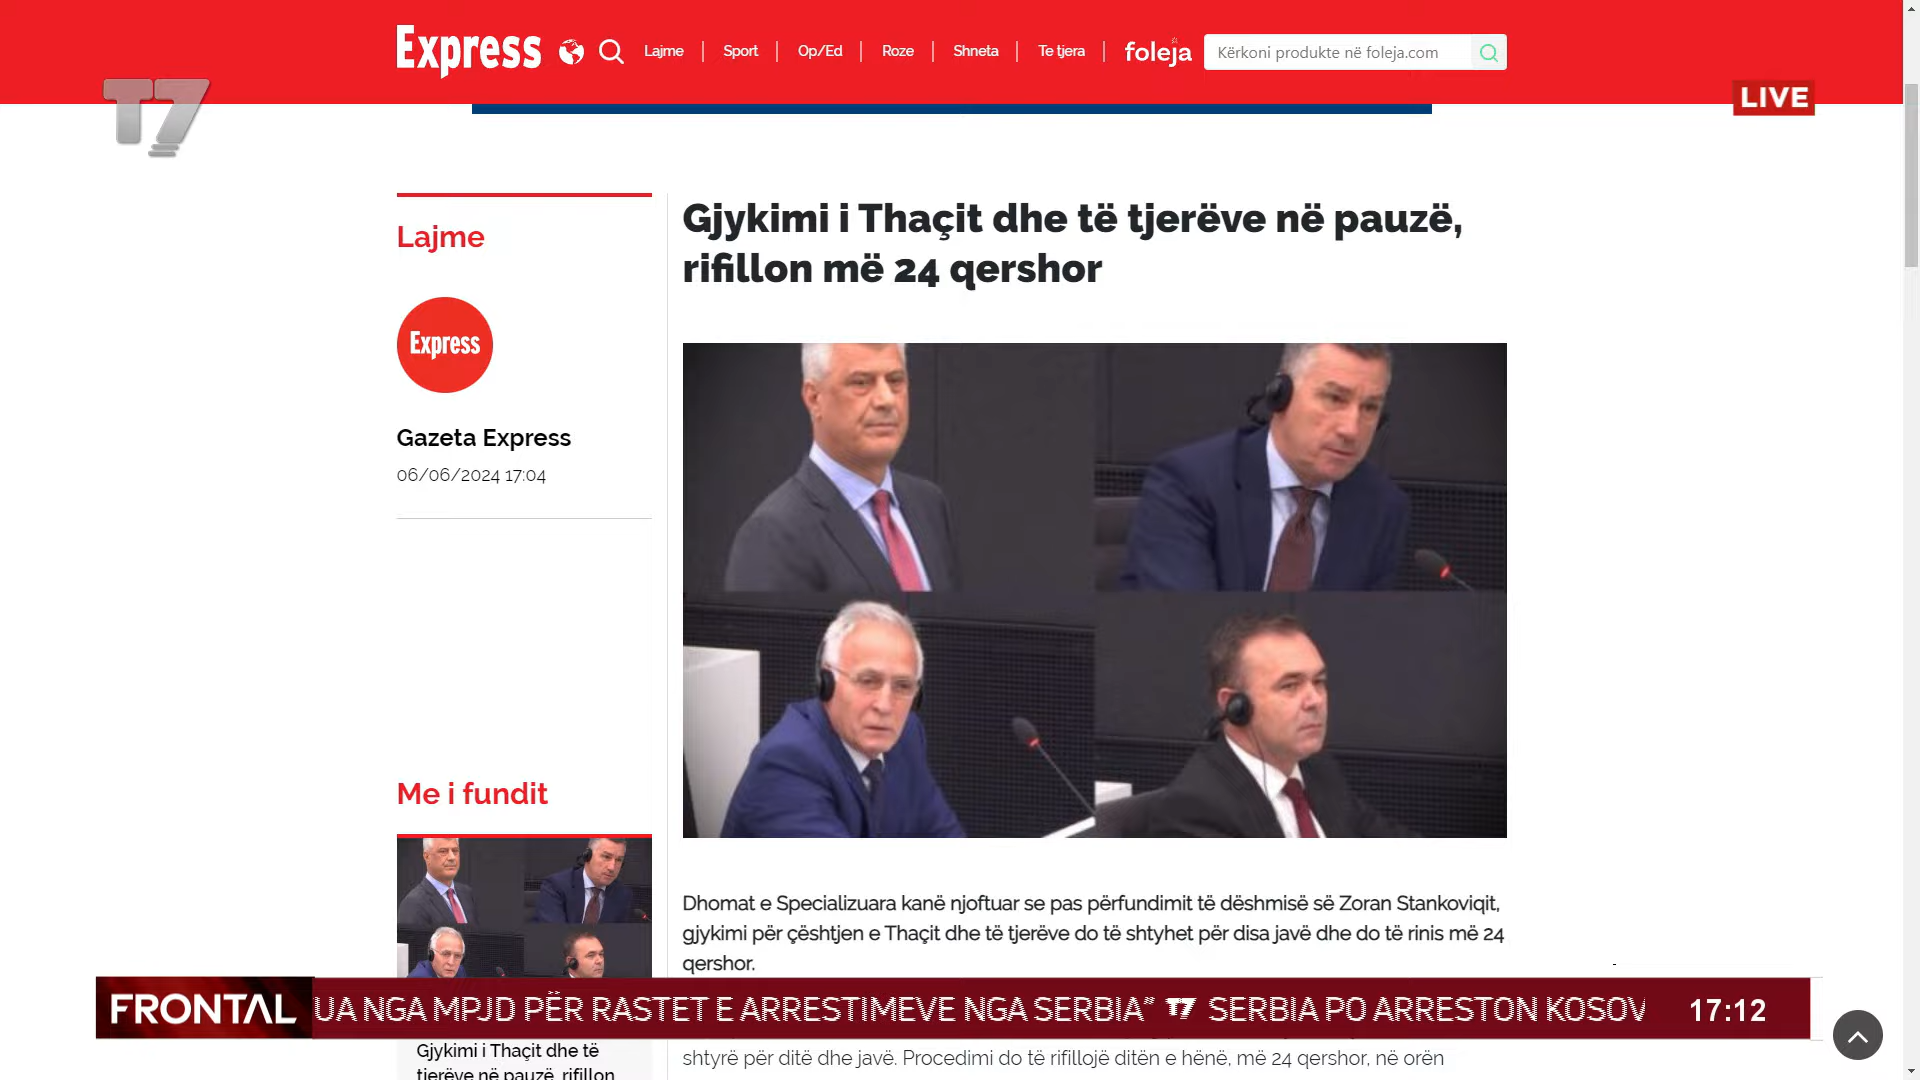 Express
Lajme
Sport
Op/Ed
Roze
Shneta
Te tjera
foleja
Kërkoni produkte në foleja.com
T7
LIVE
Lajme
Express
Gazeta Express
06/06/2024 17:04
Gjykimi i Thaçit dhe të tjerëve në pauzë,
rifillon më 24 qershor
Dhomat e Specializuara kanë njoftuar se pas përfundimit të dëshmisë së Zoran Stankoviqit,
gjykimi për çështjen e Thaçit dhe të tjerëve do të shtyhet për disa javë dhe do të rinis më 24
qershor.
Me i fundit
FRONTAL
UA NGA MPJD PËR RASTET E ARRESTIMEVE NGA SERBIA" T7 SERBIA PO ARRESTON KOSOV
17:12
Gjykimi i Thaçit dhe të
tjerëve në pauzë, rifillon
shtyrë për ditë dhe javë. Procedimi do të rifillojë ditën e hënë, më 24 qershor, në orën